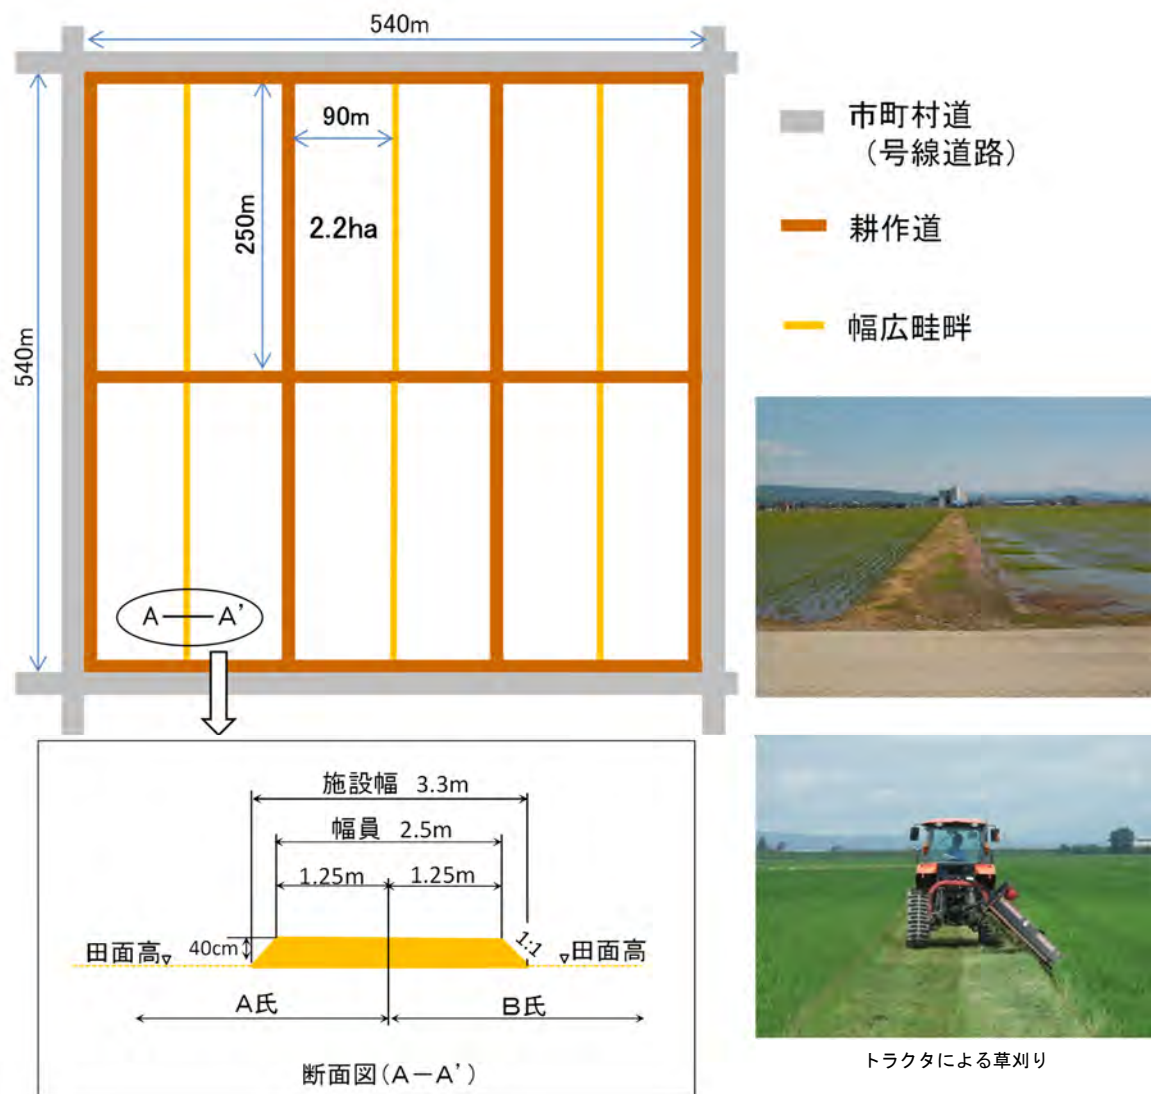 540m
540m
90m
250m
2.2ha
市町村道
（号線道路）
耕作道
幅広畦畔
A
A’
施設幅 3.3m
幅員 2.5m
1.25m
1.25m
40cm
1:1
田面高
田面高
A氏
B氏
断面図(A－A’)
トラクタによる草刈り